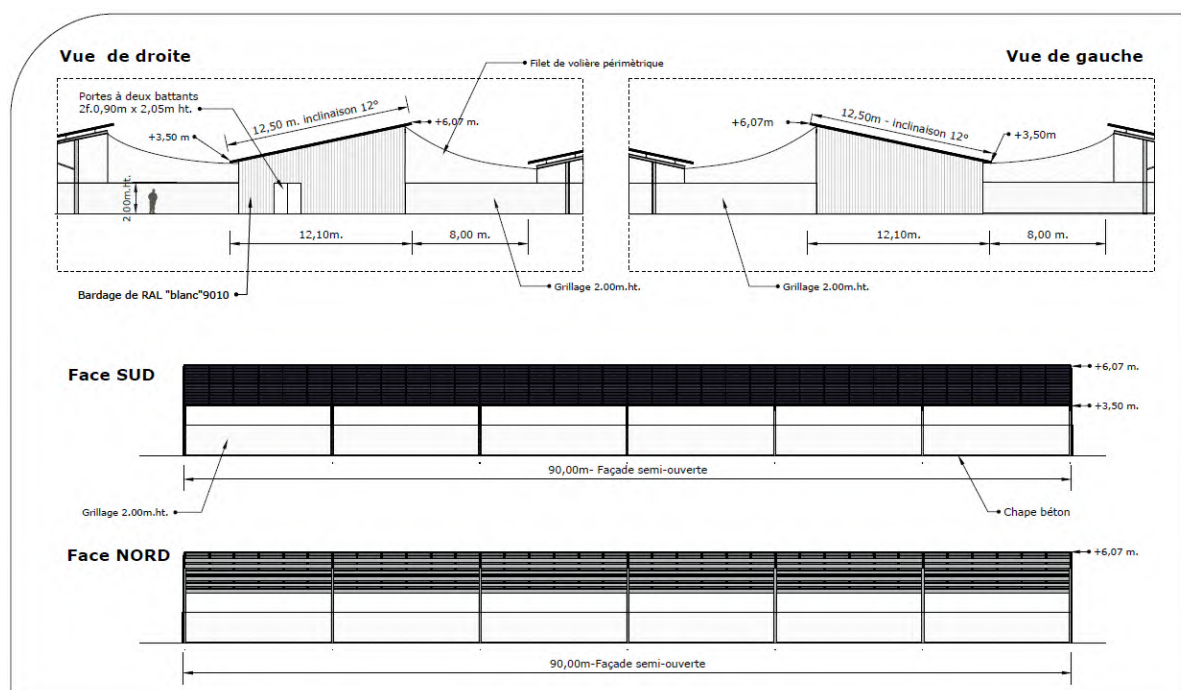 Vue de droite
Vue de gauche
Filet de volière périmètrique
Portes à deux battants
2f.0,90m x 2,05m ht.
12,50 m. inclinaison 12°
+6,07 m.
+3,50 m
2.00m.ht.
12,10m.
8,00 m.
Bardage de RAL "blanc"9010
Grillage 2.00m.ht.
+6,07m
12,50m - inclinaison 12°
+3,50m
12,10m.
8,00 m.
Grillage 2.00m.ht.
Face SUD
+6,07 m.
+3,50 m.
90,00m- Façade semi-ouverte
Grillage 2.00m.ht.
Chape béton
Face NORD
+6,07 m.
90,00m-Façade semi-ouverte